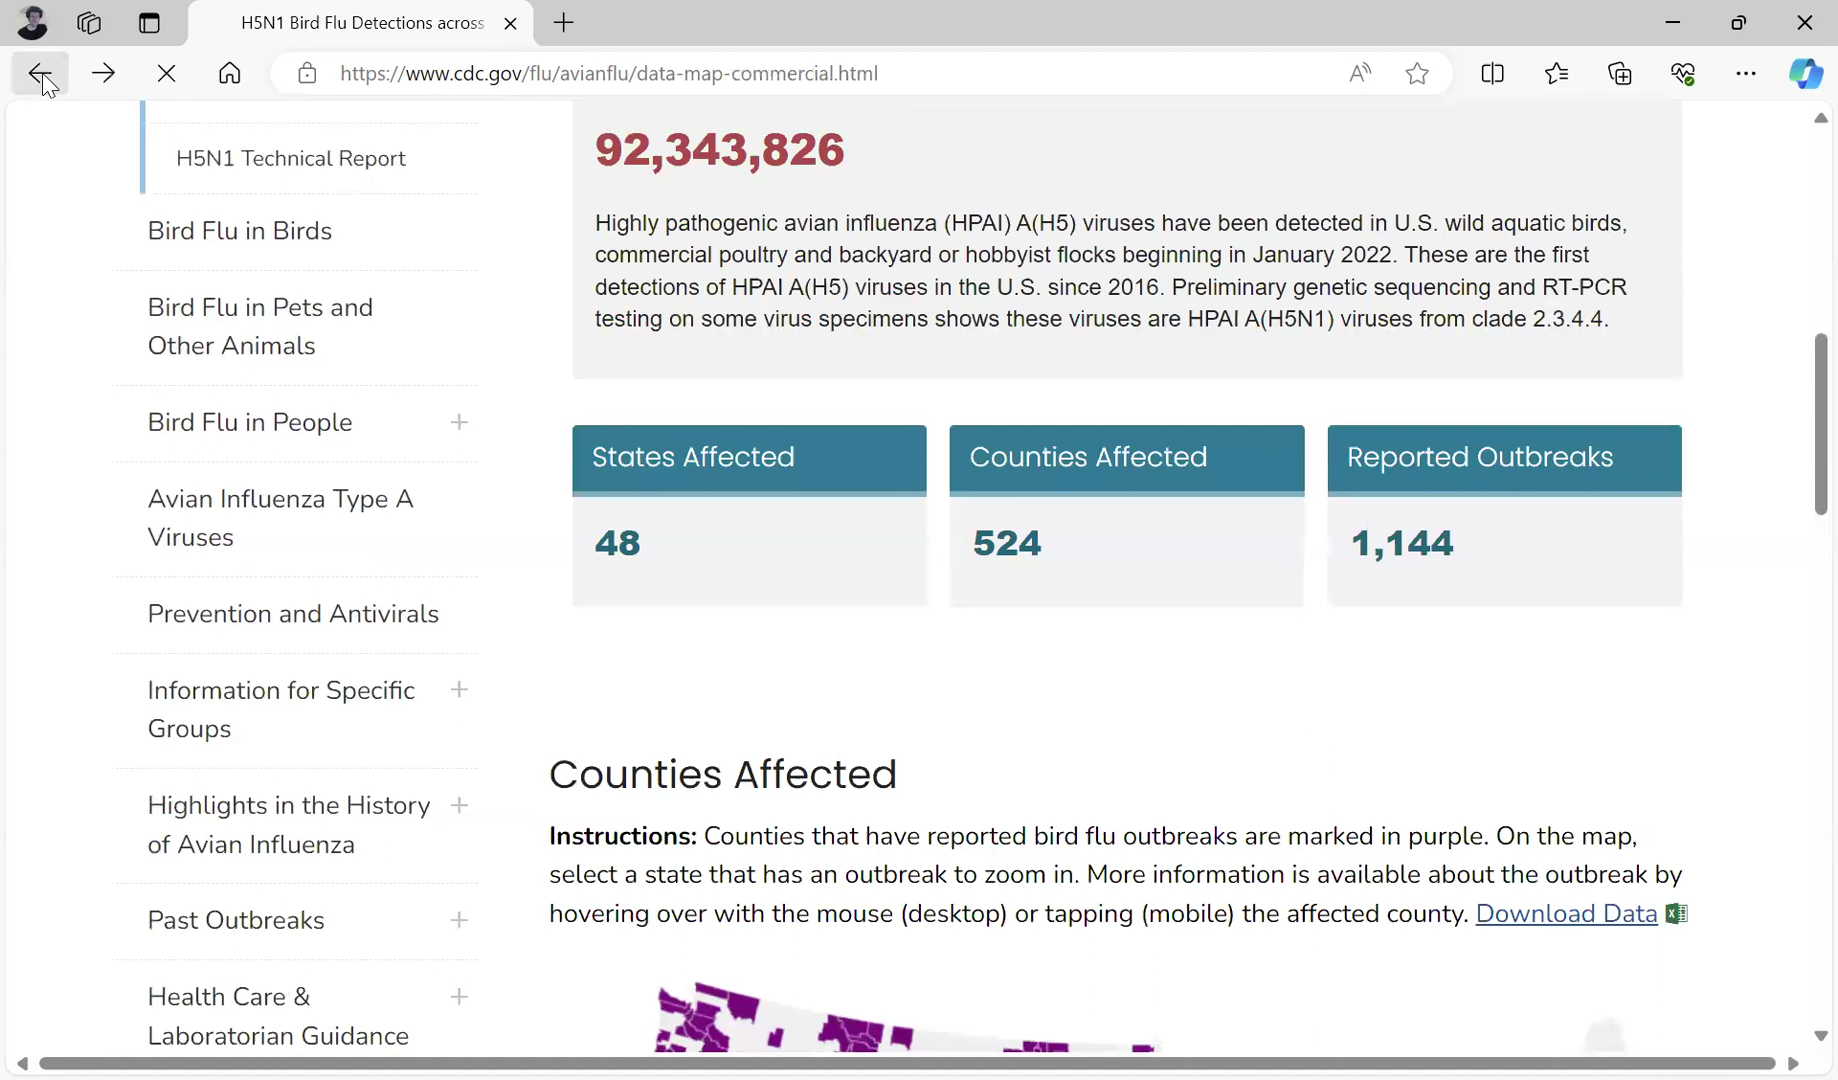 H5N1 Bird Flu Detections across
https://www.cdc.gov/flu/avianflu/data-map-commercial.html
H5N1 Technical Report
Bird Flu in Birds
Bird Flu in Pets and
Other Animals
Bird Flu in People
Avian Influenza Type A
Viruses
Prevention and Antivirals
Information for Specific
Groups
Highlights in the History
of Avian Influenza
Past Outbreaks
Health Care &
Laboratorian Guidance
92,343,826
Highly pathogenic avian influenza (HPAI) A(H5) viruses have been detected in U.S. wild aquatic birds,
commercial poultry and backyard or hobbyist flocks beginning in January 2022. These are the first
detections of HPAI A(H5) viruses in the U.S. since 2016. Preliminary genetic sequencing and RT-PCR
testing on some virus specimens shows these viruses are HPAI A(H5N1) viruses from clade 2.3.4.4.
States Affected
48
Counties Affected
524
Reported Outbreaks
1,144
Counties Affected
Instructions: Counties that have reported bird flu outbreaks are marked in purple. On the map,
select a state that has an outbreak to zoom in. More information is available about the outbreak by
hovering over with the mouse (desktop) or tapping (mobile) the affected county. Download Data